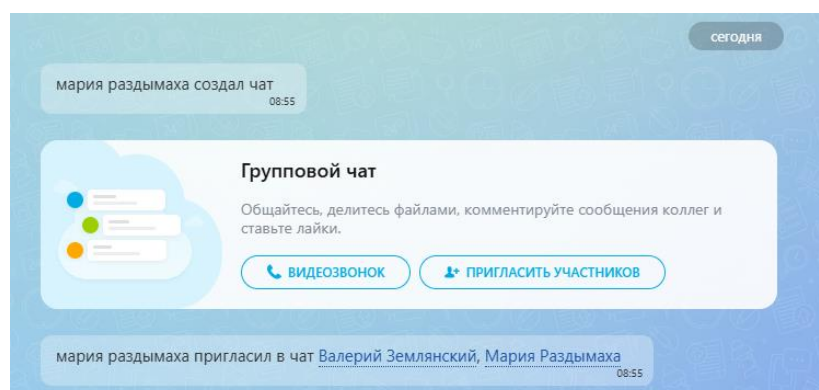 сегодня
мария раздымаха создал чат
08:55
Групповой чат
Общайтесь, делитесь файлами, комментируйте сообщения коллег и
ставьте лайки.
ВИДЕОЗВОНОК
ПРИГЛАСИТЬ УЧАСТНИКОВ
мария раздымаха пригласил в чат Валерий Землянский, Мария Раздымаха
08:55